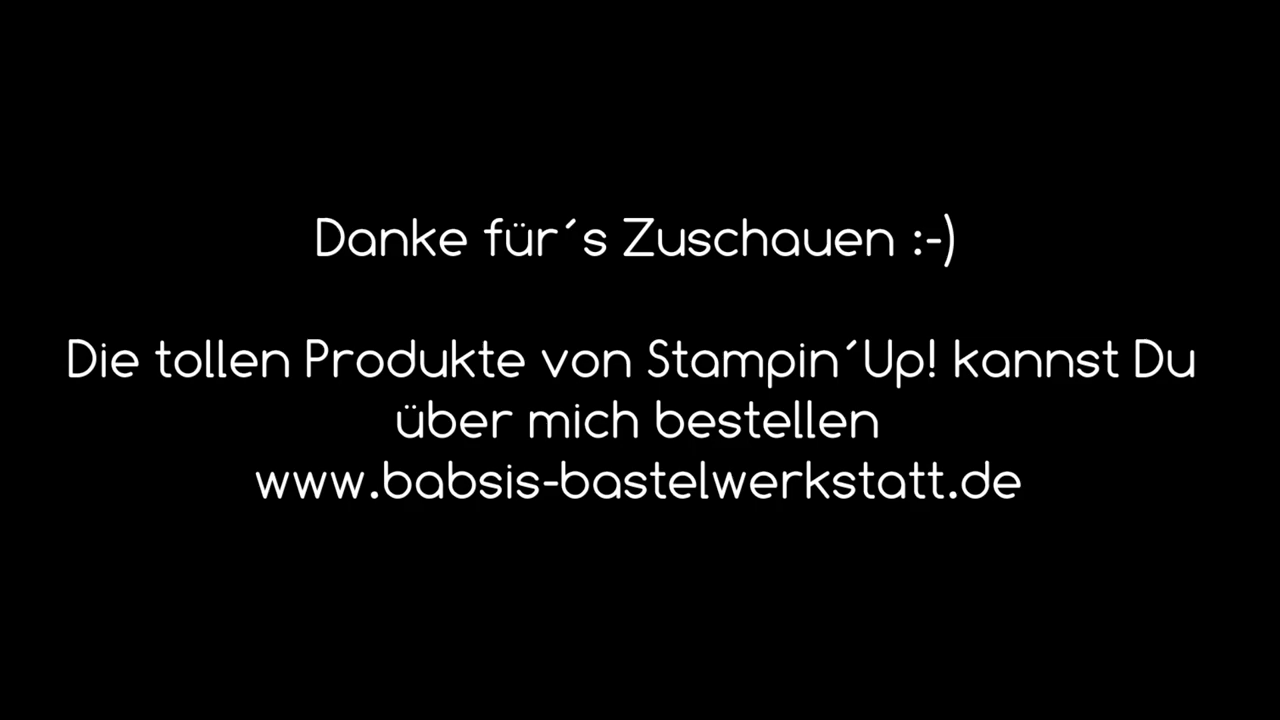 Danke für´s Zuschauen :-)
Die tollen Produkte von Stampin´Up! kannst Du
über mich bestellen
www.babsis-bastelwerkstatt.de